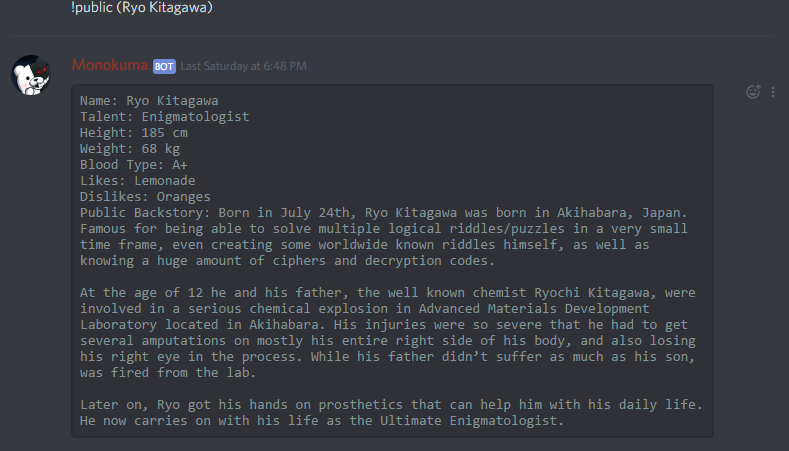 !public (Ryo Kitagawa)
Monokuma BOT Last Saturday at 6:48 PM
Name: Ryo Kitagawa
Talent: Enigmatologist
Height: 185 cm
Weight: 68 kg
Blood Type: A+
Likes: Lemonade
Dislikes: Oranges
Public Backstory: Born in July 24th, Ryo Kitagawa was born in Akihabara, Japan.
Famous for being able to solve multiple logical riddles/puzzles in a very small
time frame, even creating some worldwide known riddles himself, as well as
knowing a huge amount of ciphers and decryption codes.
At the age of 12 he and his father, the well known chemist Ryochi Kitagawa, were
involved in a serious chemical explosion in Advanced Materials Development
Laboratory located in Akihabara. His injuries were so severe that he had to get
several amputations on mostly his entire right side of his body, and also losing
his right eye in the process. While his father didn’t suffer as much as his son,
was fired from the lab.
Later on, Ryo got his hands on prosthetics that can help him with his daily life.
He now carries on with his life as the Ultimate Enigmatologist.